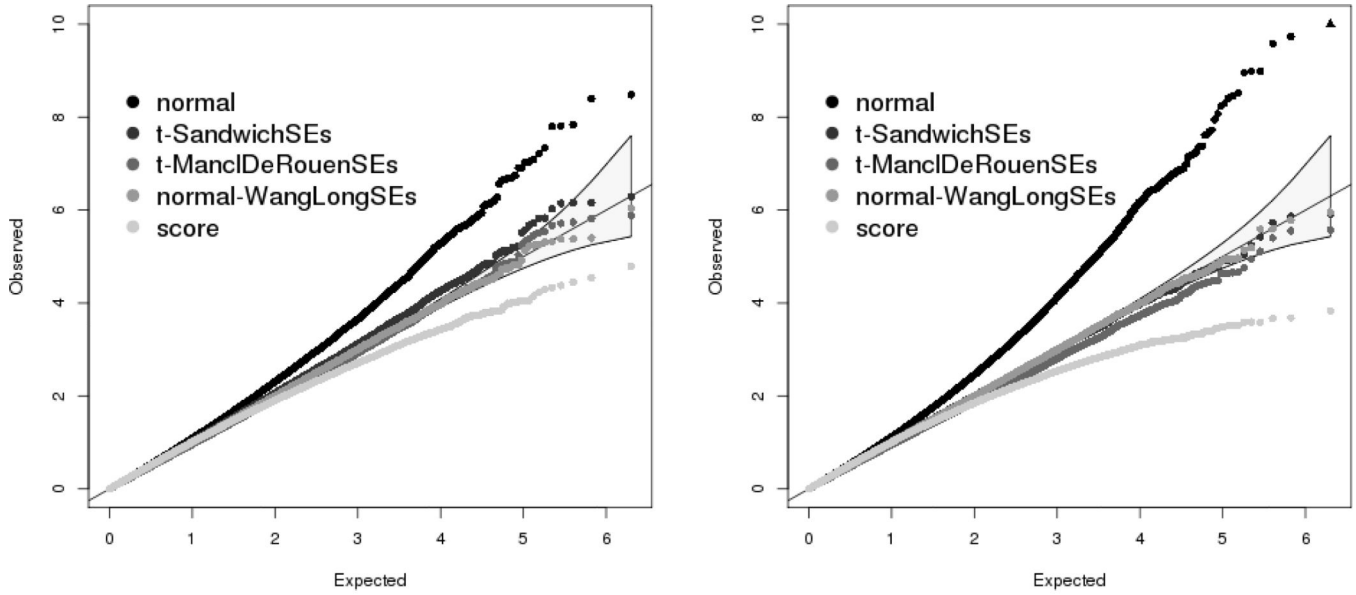 10
8
6
4
2
0
Observed
normal
t-SandwichSEs
t-ManclDeRouenSEs
normal-WangLongSEs
score
0 1 2 3 4 5 6
Expected
10
8
6
4
2
0
Observed
normal
t-SandwichSEs
t-ManclDeRouenSEs
normal-WangLongSEs
score
0 1 2 3 4 5 6
Expected